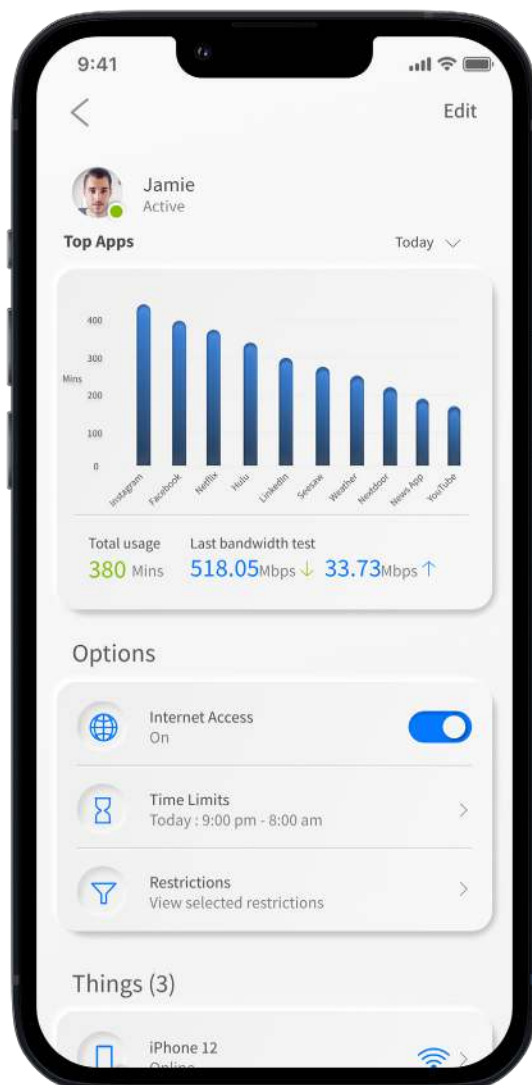 9:41
Edit
Jamie
Active
Top Apps
Today
400
300
Mins
200
100
0
Instagram
Facebook
Netflix
Hulu
LinkedIn
Seesaw
Weather
Nextdoor
News App
YouTube
Total usage
Last bandwidth test
380 Mins
518.05Mbps ↓ 33.73Mbps ↑
Options
Internet Access
On
Time Limits
Today : 9:00 pm - 8:00 am
Restrictions
View selected restrictions
Things (3)
iPhone 12
Online